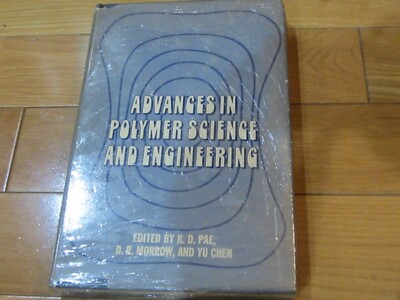 ADVANCES IN
POLYMER SCIENCE
AND ENGINEERING
EDITED BY K. D. PAE,
D. R. MORROW, AND YU CHEN